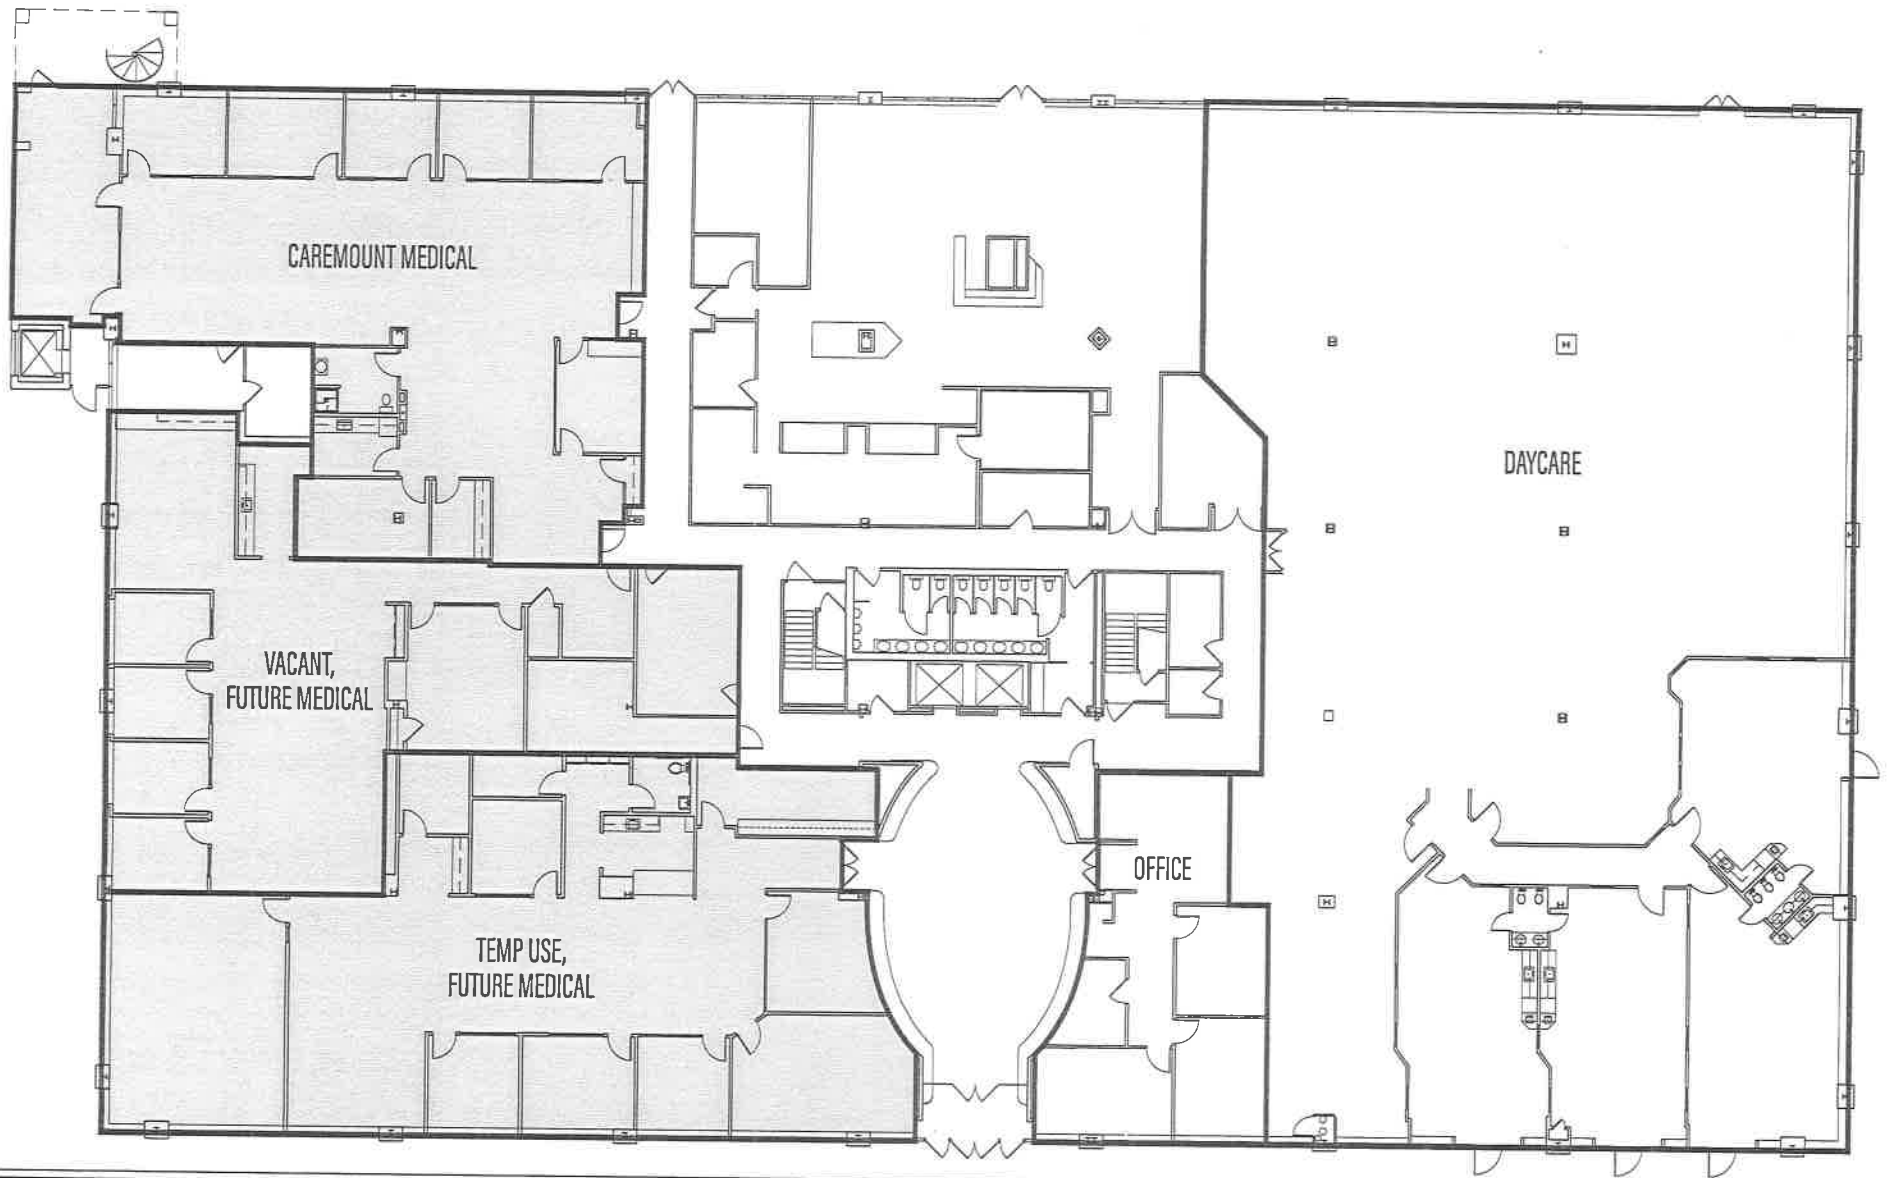 CAREMOUNT MEDICAL
DAYCARE
VACANT,
FUTURE MEDICAL
OFFICE
TEMP USE,
FUTURE MEDICAL